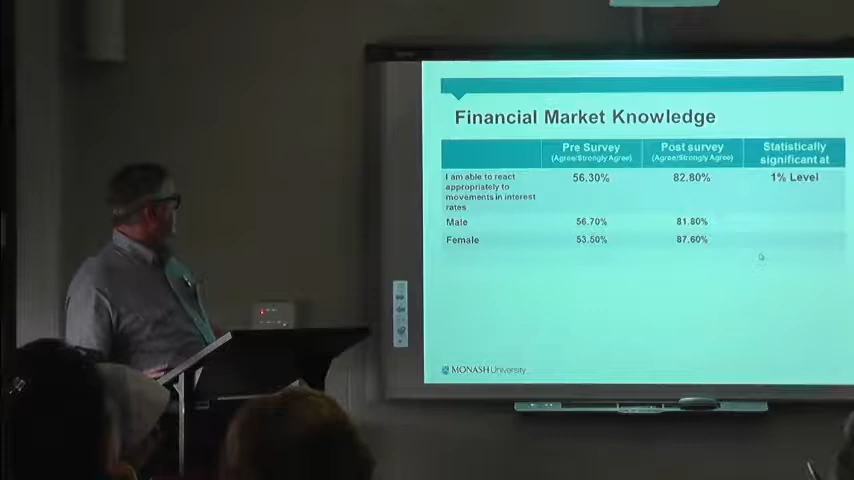 Financial Market Knowledge
Pre Survey
(Agree/Strongly Agree)
Post survey
(Agree/Strongly Agree)
Statistically
significant at
I am able to react
appropriately to
movements in interest
rates
56.30%
82.80%
1% Level
Male
56.70%
81.80%
Female
53.50%
87.60%
MONASH University